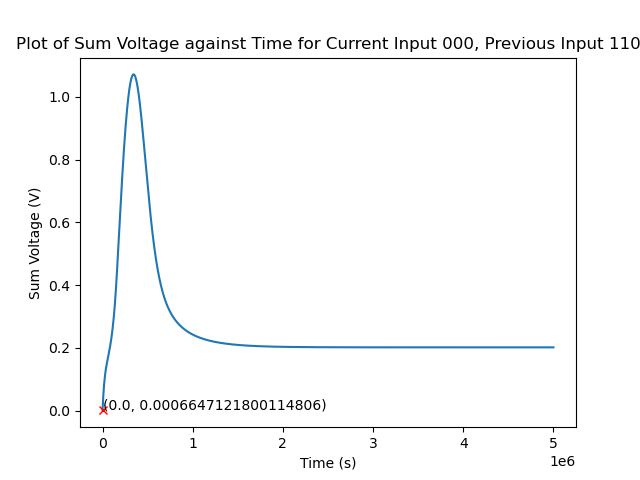 Plot of Sum Voltage against Time for Current Input 000, Previous Input 110
1.0
0.8
0.6
0.4
0.2
0.0
Sum Voltage (V)
(0.0, 0.0006647121800114806)
0 1 2 3 4 5
1e6
Time (s)